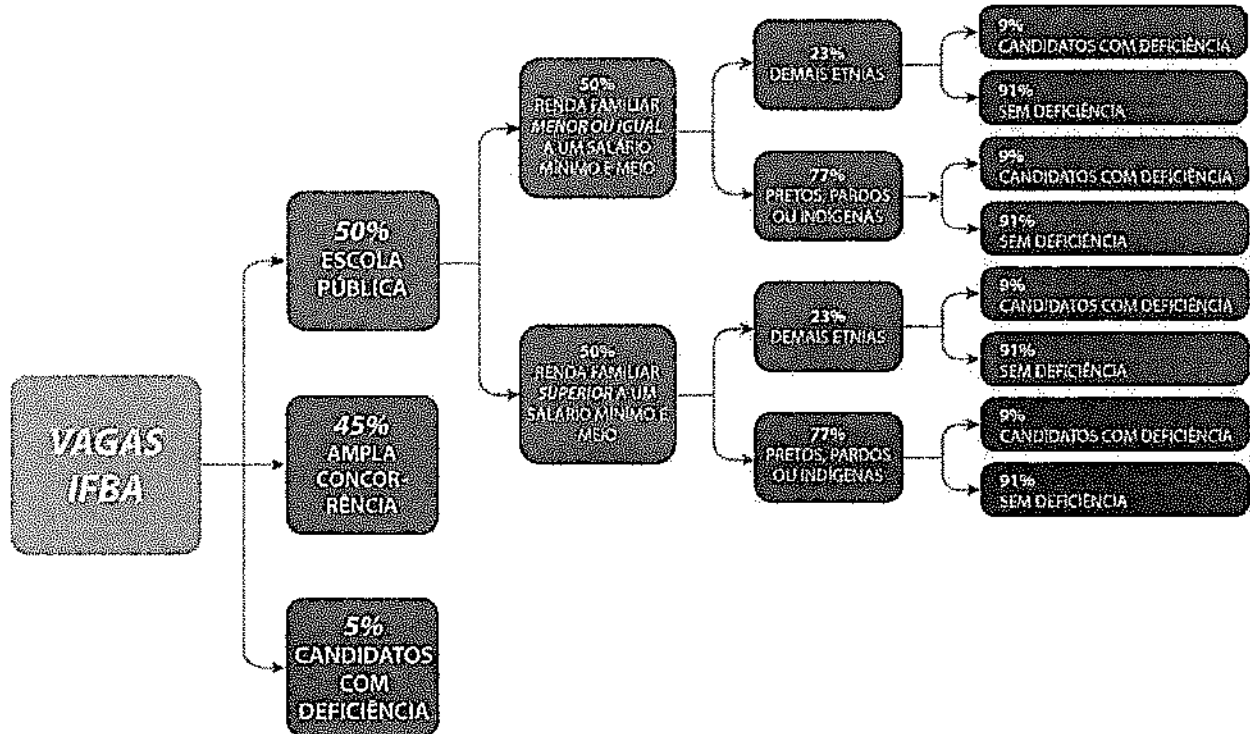 VAGAS
IFBA
50%
ESCOLA
PÚBLICA
45%
AMPLA
CONCOR-
RÊNCIA
5%
CANDIDATOS
COM
DEFICIÊNCIA
50%
RENDA FAMILIAR
MENOR OU IGUAL
A UM SALÁRIO
MÍNIMO E MEIO
50%
RENDA FAMILIAR
SUPERIOR A UM
SALÁRIO MÍNIMO E
MEIO
23%
DEMAIS ETNIAS
77%
PRETOS, PARDOS
OU INDÍGENAS
23%
DEMAIS ETNIAS
77%
PRETOS, PARDOS
OU INDÍGENAS
9%
CANDIDATOS COM DEFICIÊNCIA
91%
SEM DEFICIÊNCIA
9%
CANDIDATOS COM DEFICIÊNCIA
91%
SEM DEFICIÊNCIA
9%
CANDIDATOS COM DEFICIÊNCIA
91%
SEM DEFICIÊNCIA
9%
CANDIDATOS COM DEFICIÊNCIA
91%
SEM DEFICIÊNCIA